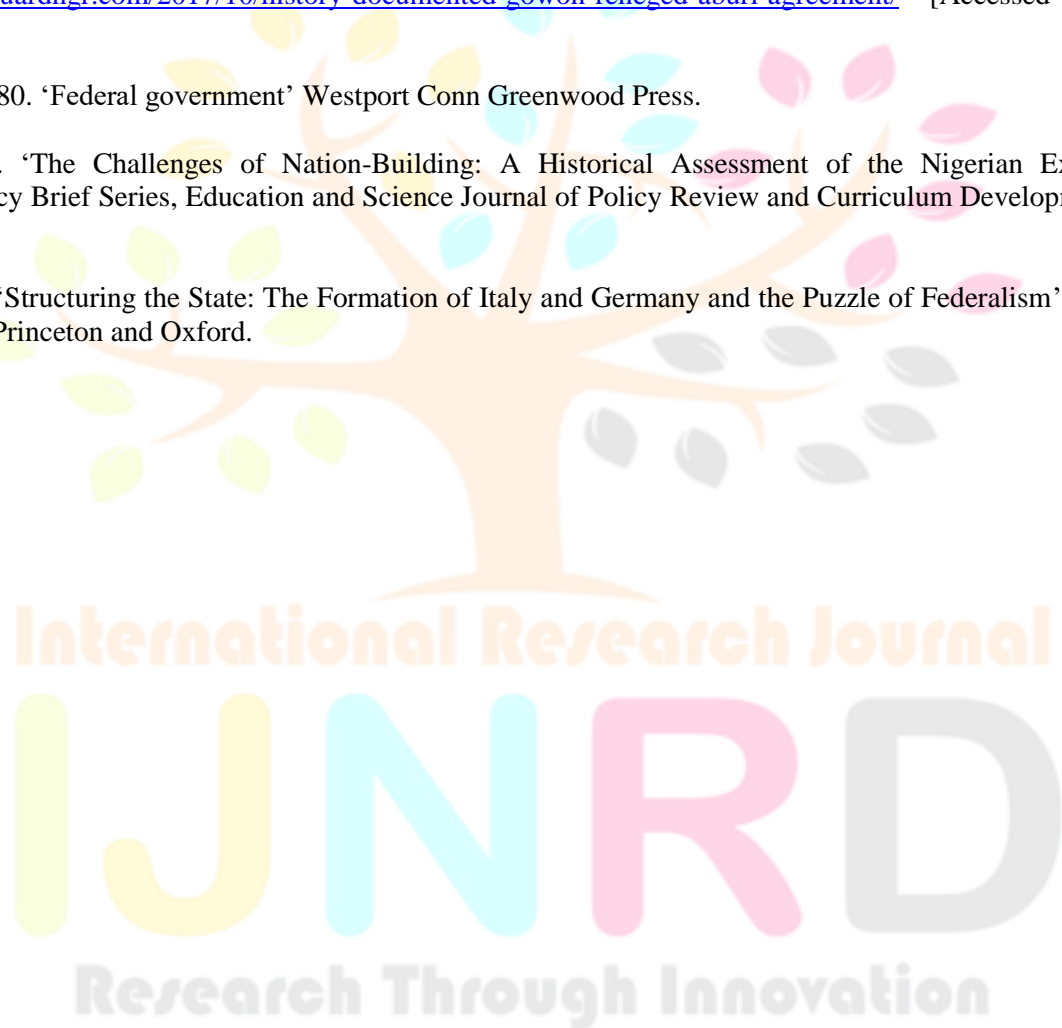 uardngr.com/2017/10/history-documented-gowon-reneged-aburi-agreement/ [Accessed
80. ‘Federal government’ Westport Conn Greenwood Press.
. ‘The Challenges of Nation-Building: A Historical Assessment of the Nigerian Ex
cy Brief Series, Education and Science Journal of Policy Review and Curriculum Develop
‘Structuring the State: The Formation of Italy and Germany and the Puzzle of Federalism’
Princeton and Oxford.
International Research Journal
IJNRD
Research Through Innovation